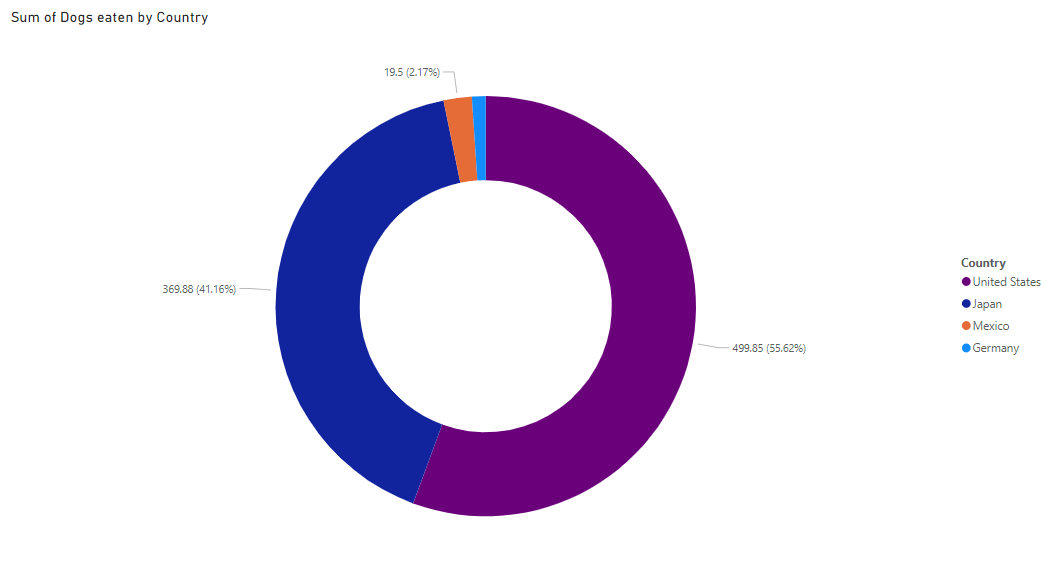 Sum of Dogs eaten by Country
19.5 (2.17%)
369.88 (41.16%)
499.85 (55.62%)
Country
United States
Japan
Mexico
Germany